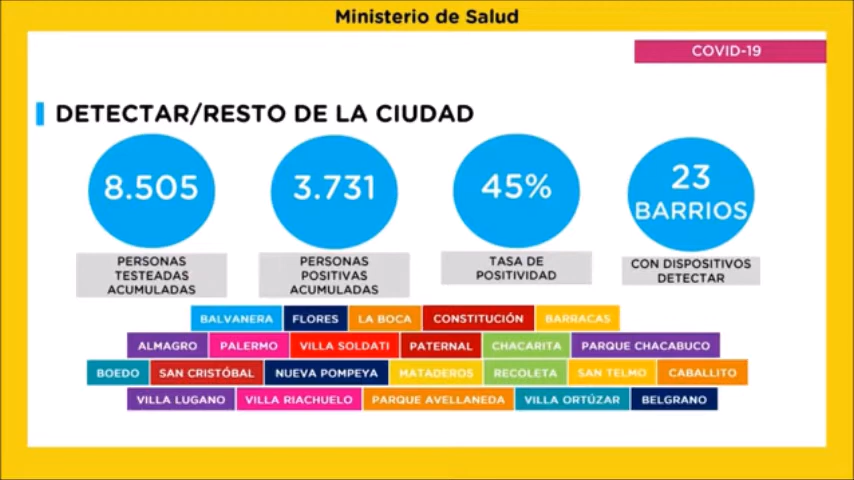 Ministerio de Salud
COVID-19
DETECTAR/RESTO DE LA CIUDAD
8.505
3.731
45%
23
BARRIOS
PERSONAS
TESTEADAS
ACUMULADAS
PERSONAS
POSITIVAS
ACUMULADAS
TASA DE
POSITIVIDAD
CON DISPOSITIVOS
DETECTAR
BALVANERA FLORES LA BOCA CONSTITUCIÓN BARRACAS
ALMAGRO PALERMO VILLA SOLDATI PATERNAL CHACARITA PARQUE CHACABUCO
BOEDO SAN CRISTÓBAL NUEVA POMPEYA MATADEROS RECOLETA SAN TELMO CABALLITO
VILLA LUGANO VILLA RIACHUELO PARQUE AVELLANEDA VILLA ORTÚZAR BELGRANO